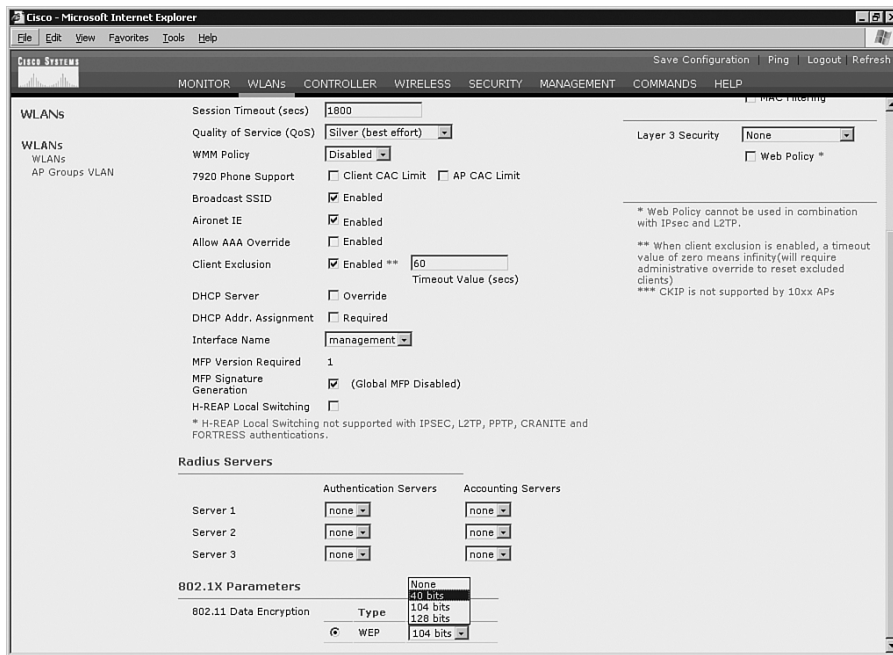 Cisco - Microsoft Internet Explorer
File Edit View Favorites Tools Help
CISCO SYSTEMS
Save Configuration | Ping | Logout | Refresh
MONITOR WLANs CONTROLLER WIRELESS SECURITY MANAGEMENT COMMANDS HELP
WLANs
WLANs
WLANs
AP Groups VLAN
Session Timeout (secs) 1800
Quality of Service (QoS) Silver (best effort)
WMM Policy Disabled
7920 Phone Support Client CAC Limit AP CAC Limit
Broadcast SSID Enabled
Aironet IE Enabled
Allow AAA Override Enabled
Client Exclusion Enabled ** 60
Timeout Value (secs)
DHCP Server Override
DHCP Addr. Assignment Required
Interface Name management
MFP Version Required 1
MFP Signature
Generation (Global MFP Disabled)
H-REAP Local Switching
* H-REAP Local Switching not supported with IPSEC, L2TP, PPTP, CRANITE and
FORTRESS authentications.
MAC Filtering
Layer 3 Security None
Web Policy *
* Web Policy cannot be used in combination
with IPsec and L2TP.
** When client exclusion is enabled, a timeout
value of zero means infinity(will require
administrative override to reset excluded
clients)
*** CKIP is not supported by 10xx APs
Radius Servers
Authentication Servers Accounting Servers
Server 1 none none
Server 2 none none
Server 3 none none
802.1X Parameters
802.11 Data Encryption Type
None
40 bits
104 bits
128 bits
WEP 104 bits